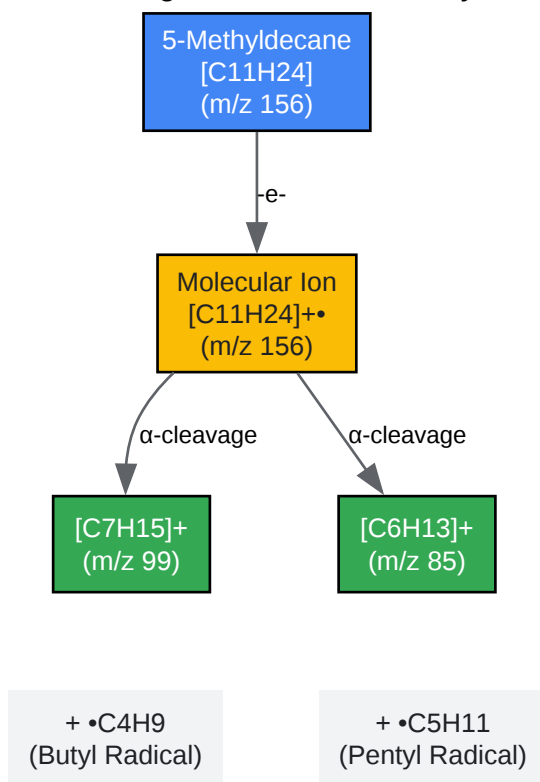 5-Methyldecane
[C11H24]
(m/z 156)
-e-
Molecular Ion
[C11H24]+•
(m/z 156)
α-cleavage
α-cleavage
[C7H15]+
(m/z 99)
[C6H13]+
(m/z 85)
+ •C4H9
(Butyl Radical)
+ •C5H11
(Pentyl Radical)